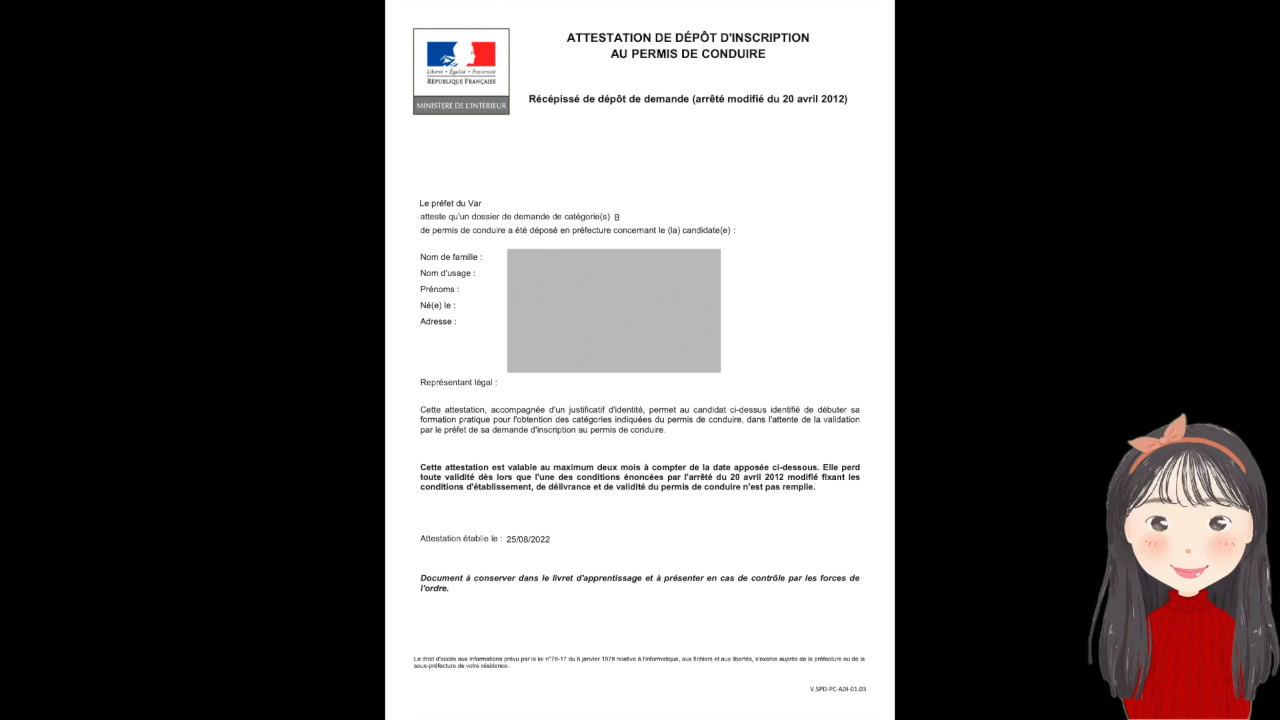 ATTESTATION DE DÉPÔT D'INSCRIPTION
AU PERMIS DE CONDUIRE
Liberté • Égalité • Fraternité
RÉPUBLIQUE FRANÇAISE
MINISTERE DE L'INTERIEUR
Récépissé de dépôt de demande (arrêté modifié du 20 avril 2012)
Le préfet du Var
atteste qu'un dossier de demande de catégorie(s) B
de permis de conduire a été déposé en préfecture concernant le (la) candidate(e) :
Nom de famille :
Nom d'usage :
Prénoms :
Né(e) le :
Adresse :
Représentant légal :
Cette attestation, accompagnée d'un justificatif d'identité, permet au candidat ci-dessus identifié de débuter sa
formation pratique pour l'obtention des catégories indiquées du permis de conduire, dans l'attente de la validation
par le préfet de sa demande d'inscription au permis de conduire.
Cette attestation est valable au maximum deux mois à compter de la date apposée ci-dessous. Elle perd
toute validité dès lors que l'une des conditions énoncées par l'arrêté du 20 avril 2012 modifié fixant les
conditions d'établissement, de délivrance et de validité du permis de conduire n'est pas remplie.
Attestation établie le : 25/08/2022
Document à conserver dans le livret d'apprentissage et à présenter en cas de contrôle par les forces de
l'ordre.
Le droit d'accès aux informations prévu par la loi n°78-17 du 6 janvier 1978 relative à l'informatique, aux fichiers et aux libertés, s'exerce auprès de la préfecture ou de la
sous-préfecture de votre résidence.
V.SPD-PC-ADI-01.03